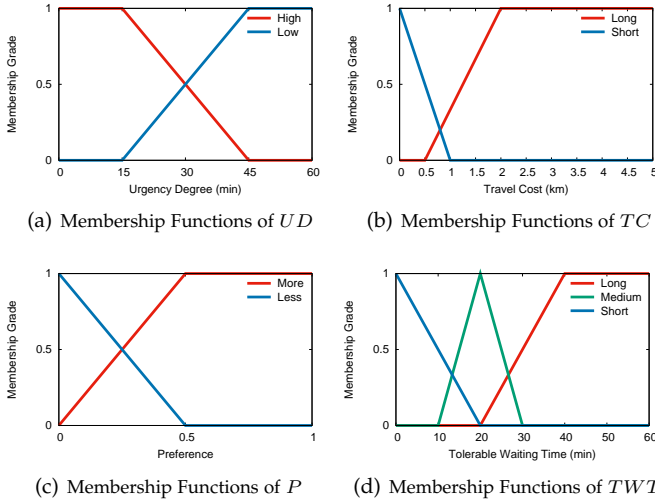 1
0.5
0
Membership Grade
High
Low
0 15 30 45 60
Urgency Degree (min)
(a) Membership Functions of UD
1
0.5
0
Membership Grade
Long
Short
0 0.5 1 1.5 2 2.5 3 3.5 4 4.5 5
Travel Cost (km)
(b) Membership Functions of TC
1
0.5
0
Membership Grade
More
Less
0 0.5 1
Preference
(c) Membership Functions of P
1
0.5
0
Membership Grade
Long
Medium
Short
0 10 20 30 40 50 60
Tolerable Waiting Time (min)
(d) Membership Functions of TWT